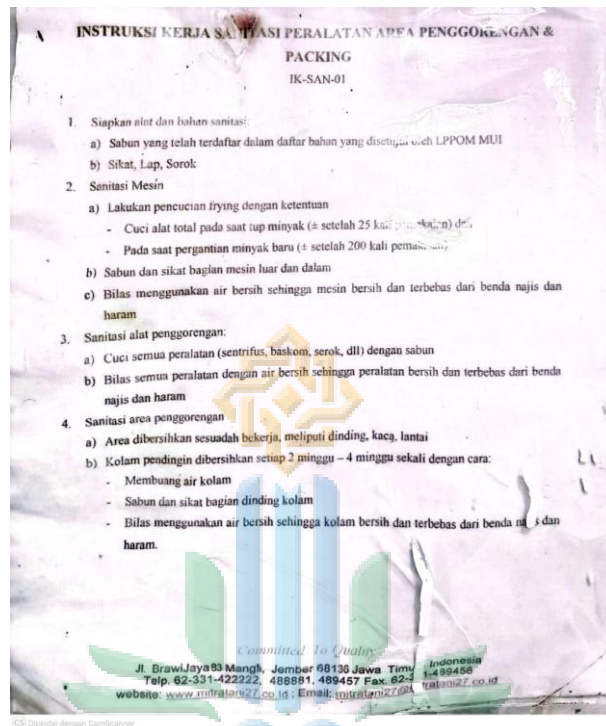 INSTRUKSI KERJA SANITASI PERALATAN AREA PENGGORENGAN &
PACKING
IK-SAN-01
1. Siapkan alat dan bahan sanitasi:
a) Sabun yang telah terdaftar dalam daftar bahan yang disetujui oleh LPPOM MUI
b) Sikat, Lap, Sorok
2. Sanitasi Mesin
a) Lakukan pencucian frying dengan ketentuan
- Cuci alat total pada saat tup minyak (± setelah 25 kali pemakaian)
- Pada saat pergantian minyak baru (± setelah 200 kali
b) Sabun dan sikat bagian mesin luar dan dalam
c) Bilas menggunakan air bersih sehingga mesin bersih dan terbebas dari benda najis dan
haram
3. Sanitasi alat penggorengan:
a) Cuci semua peralatan (sentrifus, baskom, serok, dll) dengan sabun
b) Bilas semua peralatan dengan air bersih sehingga peralatan bersih dan terbebas dari benda
najis dan haram
4. Sanitasi area penggorengan
a) Area dibersihkan sesuadah bekerja, meliputi dinding, kaca, lantai
b) Kolam pendingin dibersihkan setiap 2 minggu – 4 minggu sekali dengan cara:
- Membuang air kolam
- Sabun dan sikat bagian dinding kolam
- Bilas menggunakan air bersih sehingga kolam bersih dan terbebas dari benda najis dan
haram.
Committed To Quality
Jl. BrawiJaya 83 Mangli, Jember 68136 Jawa Indonesia
Telp. 62-331-422222, 488881, 489457 Fax.
website: www.mitratani27.co.id ; Email:
CS Dipindai dengan CamScanner